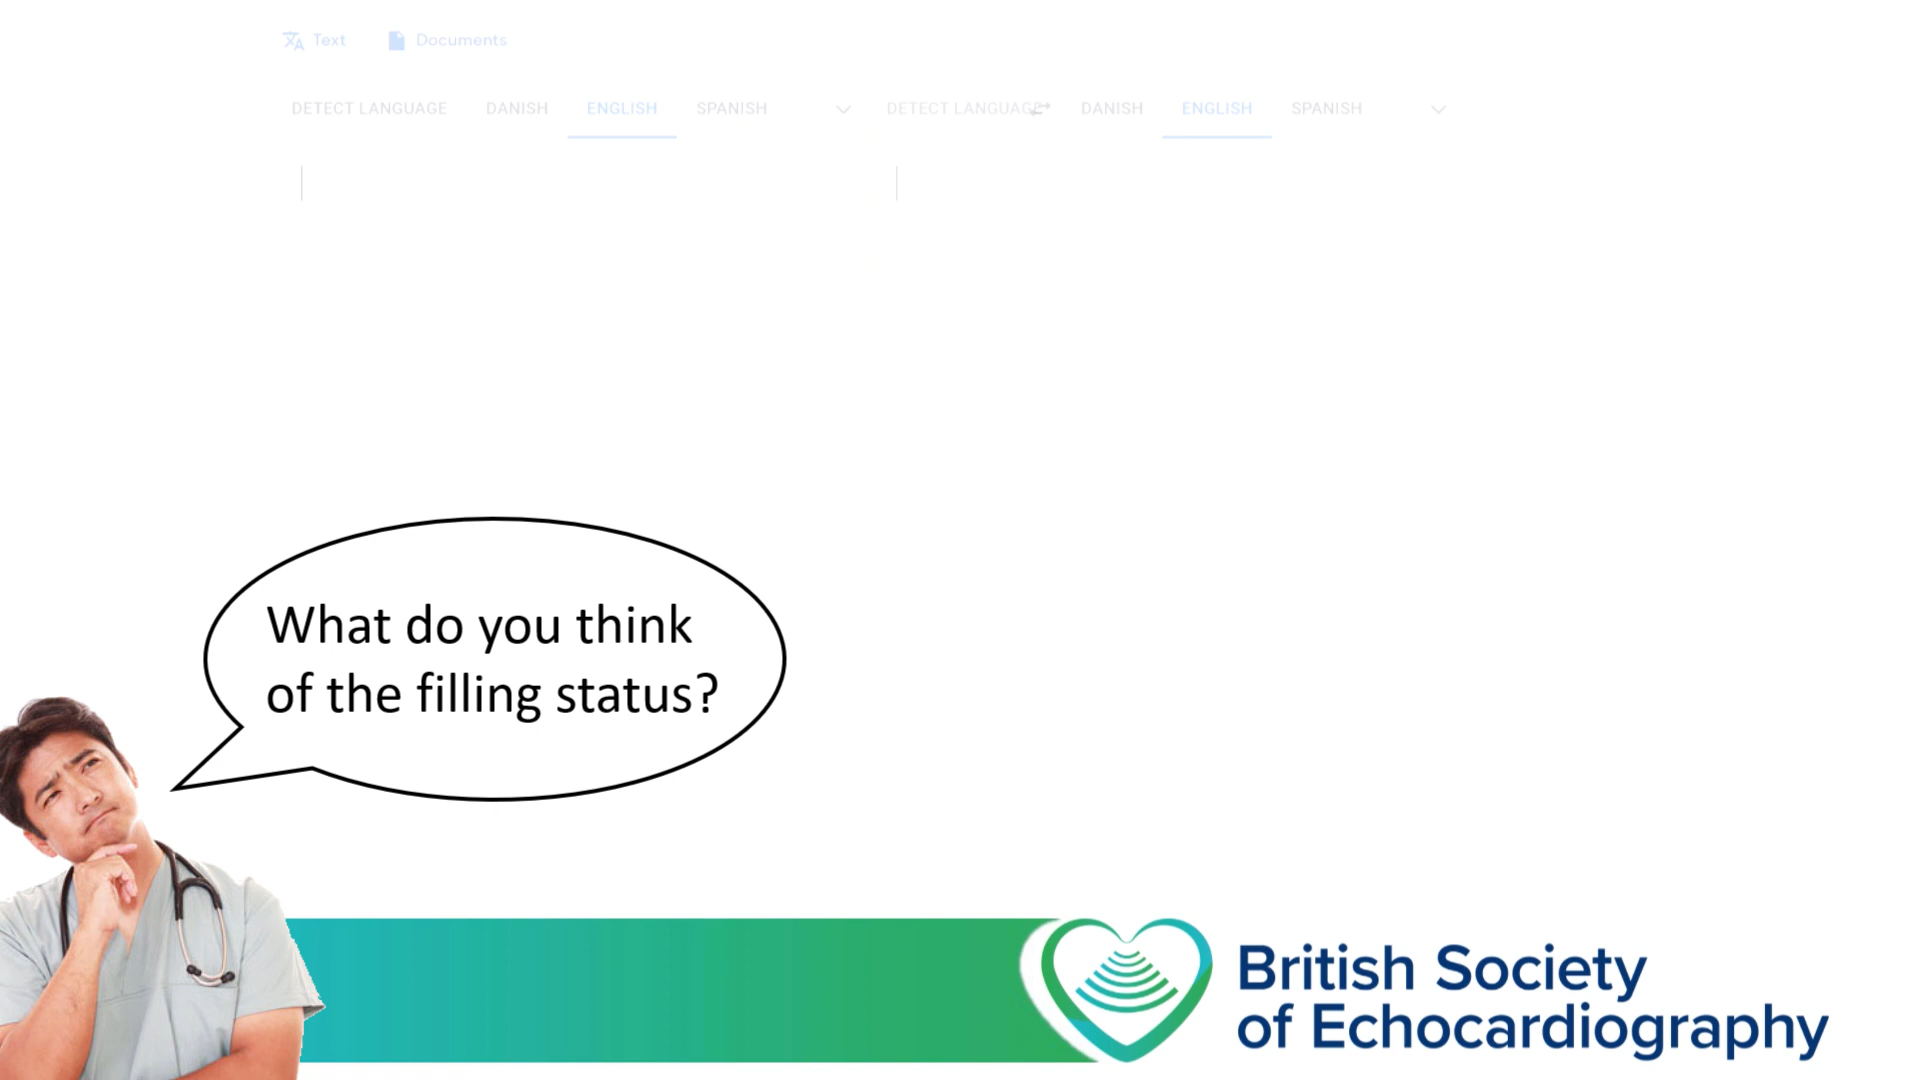 Text Documents
DETECT LANGUAGE DANISH ENGLISH SPANISH DETECT LANGUAGE DANISH ENGLISH SPANISH
What do you think
of the filling status?
British Society
of Echocardiography